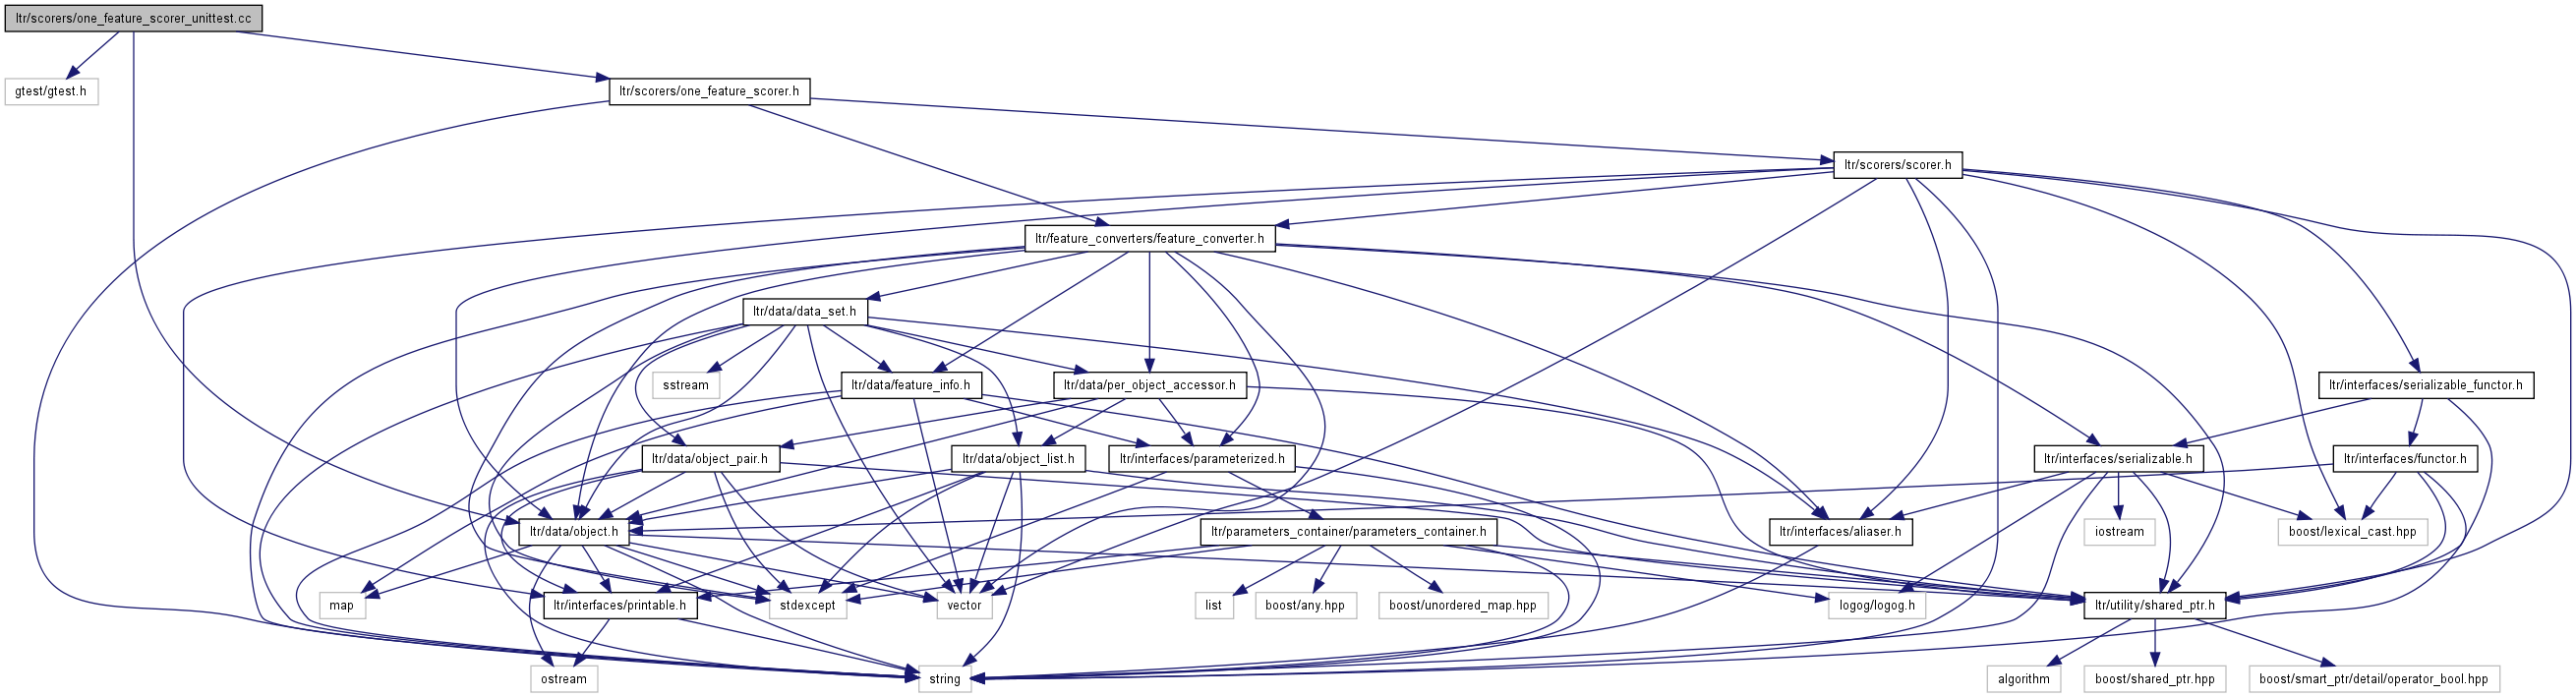 ltr/scorers/one_feature_scorer_unittest.cc
gtest/gtest.h
ltr/scorers/one_feature_scorer.h
ltr/scorers/scorer.h
ltr/feature_converters/feature_converter.h
ltr/data/data_set.h
sstream
ltr/data/feature_info.h
ltr/data/per_object_accessor.h
ltr/interfaces/serializable_functor.h
ltr/data/object_pair.h
ltr/data/object_list.h
ltr/interfaces/parameterized.h
ltr/interfaces/serializable.h
ltr/interfaces/functor.h
ltr/data/object.h
ltr/parameters_container/parameters_container.h
ltr/interfaces/aliaser.h
iostream
boost/lexical_cast.hpp
map
ltr/interfaces/printable.h
stdexcept
vector
list
boost/any.hpp
boost/unordered_map.hpp
logog/logog.h
ltr/utility/shared_ptr.h
ostream
string
algorithm
boost/shared_ptr.hpp
boost/smart_ptr/detail/operator_bool.hpp